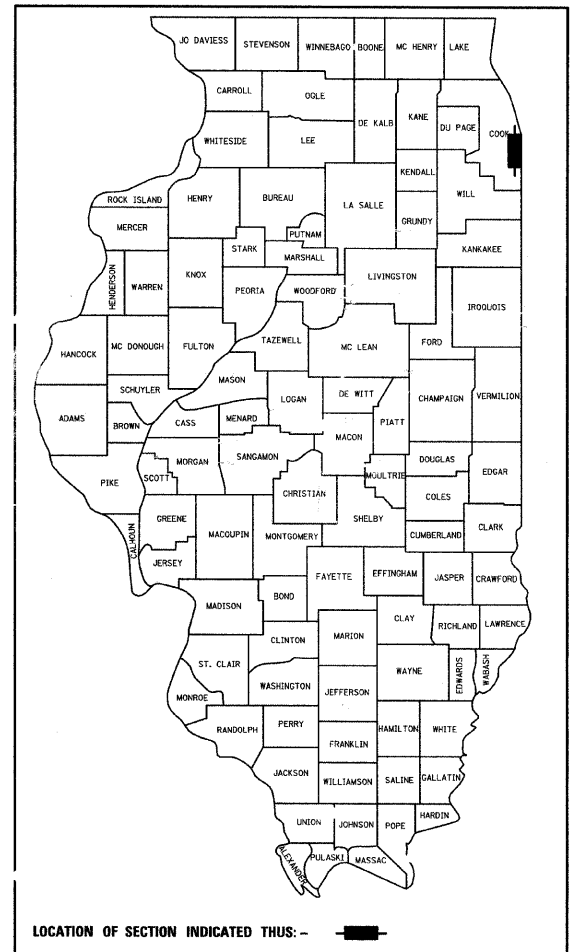 JO DAVIESS
STEVENSON
WINNEBAGO
BOONE
MC HENRY
LAKE
CARROLL
OGLE
DE KALB
KANE
DU PAGE
COOK
WHITESIDE
LEE
KENDALL
WILL
ROCK ISLAND
HENRY
BUREAU
LA SALLE
GRUNDY
MERCER
PUTNAM
STARK
MARSHALL
KANKAKEE
HENDERSON
WARREN
KNOX
PEORIA
WOODFORD
LIVINGSTON
IROQUOIS
TAZEWELL
MC LEAN
FORD
HANCOCK
MC DONOUGH
FULTON
MASON
SCHUYLER
LOGAN
DE WITT
CHAMPAIGN
VERMILION
ADAMS
BROWN
CASS
MENARD
PIATT
MACON
SANGAMON
DOUGLAS
EDGAR
PIKE
SCOTT
MORGAN
MOULTRIE
CHRISTIAN
COLES
GREENE
MACOUPIN
SHELBY
CALHOUN
MONTGOMERY
CUMBERLAND
CLARK
JERSEY
FAYETTE
EFFINGHAM
JASPER
CRAWFORD
MADISON
BOND
CLAY
RICHLAND
LAWRENCE
CLINTON
MARION
ST. CLAIR
WAYNE
EDWARDS
WABASH
WASHINGTON
JEFFERSON
MONROE
RANDOLPH
PERRY
HAMILTON
WHITE
FRANKLIN
JACKSON
WILLIAMSON
SALINE
GALLATIN
UNION
JOHNSON
POPE
HARDIN
ALEXANDER
PULASKI
MASSAC
LOCATION OF SECTION INDICATED THUS: -